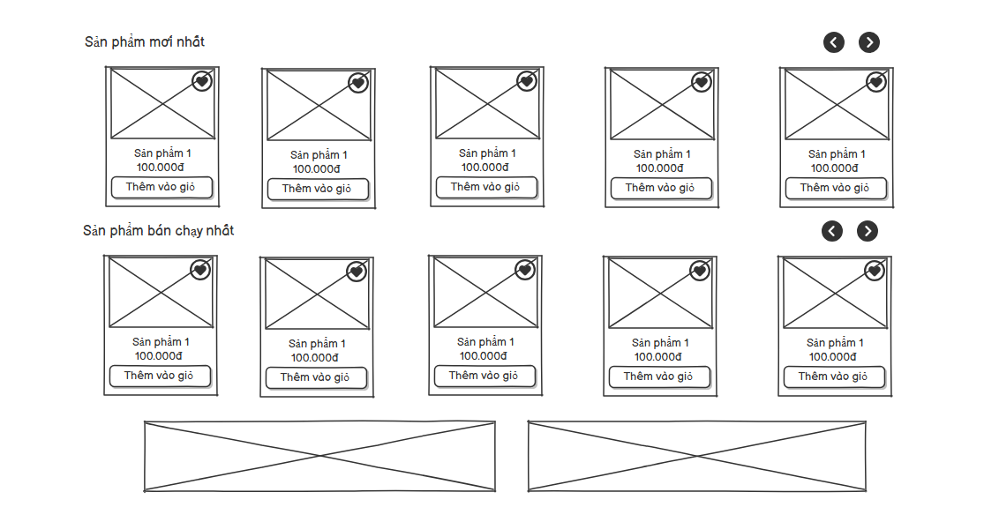 Sản phẩm mới nhất
Sản phẩm 1
100.000đ
Thêm vào giỏ
Sản phẩm 1
100.000đ
Thêm vào giỏ
Sản phẩm 1
100.000đ
Thêm vào giỏ
Sản phẩm 1
100.000đ
Thêm vào giỏ
Sản phẩm 1
100.000đ
Thêm vào giỏ
Sản phẩm bán chạy nhất
Sản phẩm 1
100.000đ
Thêm vào giỏ
Sản phẩm 1
100.000đ
Thêm vào giỏ
Sản phẩm 1
100.000đ
Thêm vào giỏ
Sản phẩm 1
100.000đ
Thêm vào giỏ
Sản phẩm 1
100.000đ
Thêm vào giỏ